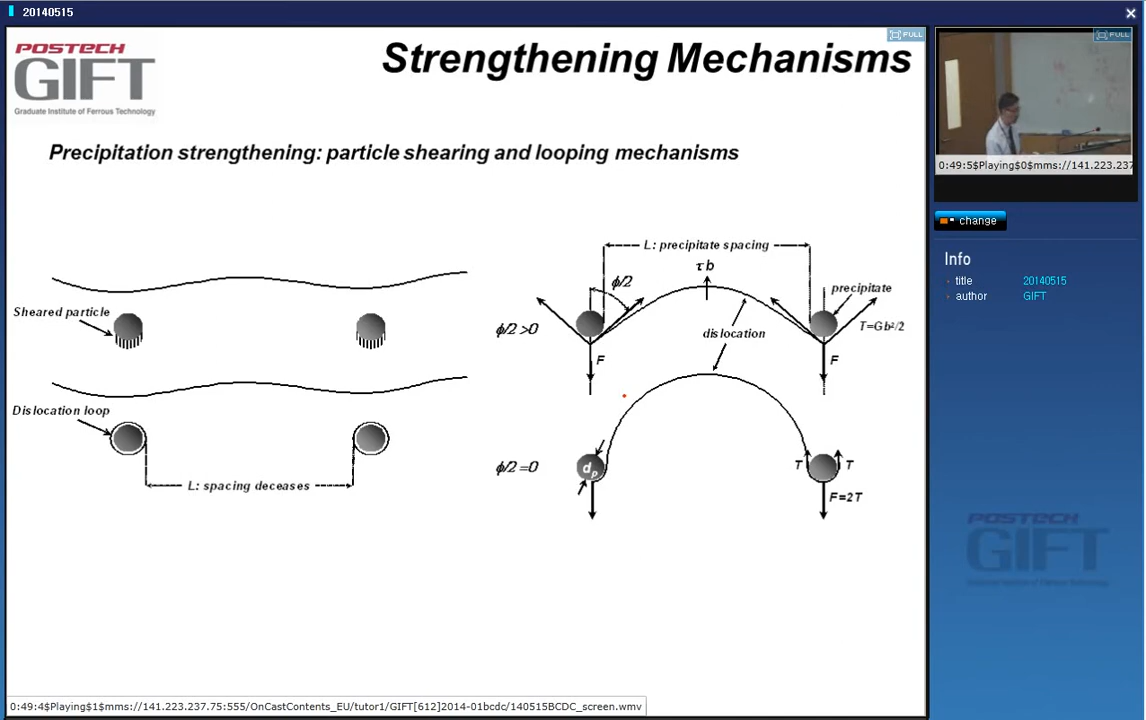 20140515
POSTECH
GIFT
Graduate Institute of Ferrous Technology
Strengthening Mechanisms
FULL
Precipitation strengthening: particle shearing and looping mechanisms
Sheared particle
Dislocation loop
L: spacing deceases
L: precipitate spacing
τ b
ϕ/2
precipitate
ϕ/2 >0
dislocation
T=Gb²/2
F
F
ϕ/2 =0
dp
T
T
F=2T
0:49:4$Playing$1$mms://141.223.237.75:555/OnCastContents_EU/tutor1/GIFT[612]2014-01bcdc/140515BCDC_screen.wmv
FULL
0:49:5$Playing$0$mms://141.223.237
change
Info
title 20140515
author GIFT
POSTECH
GIFT